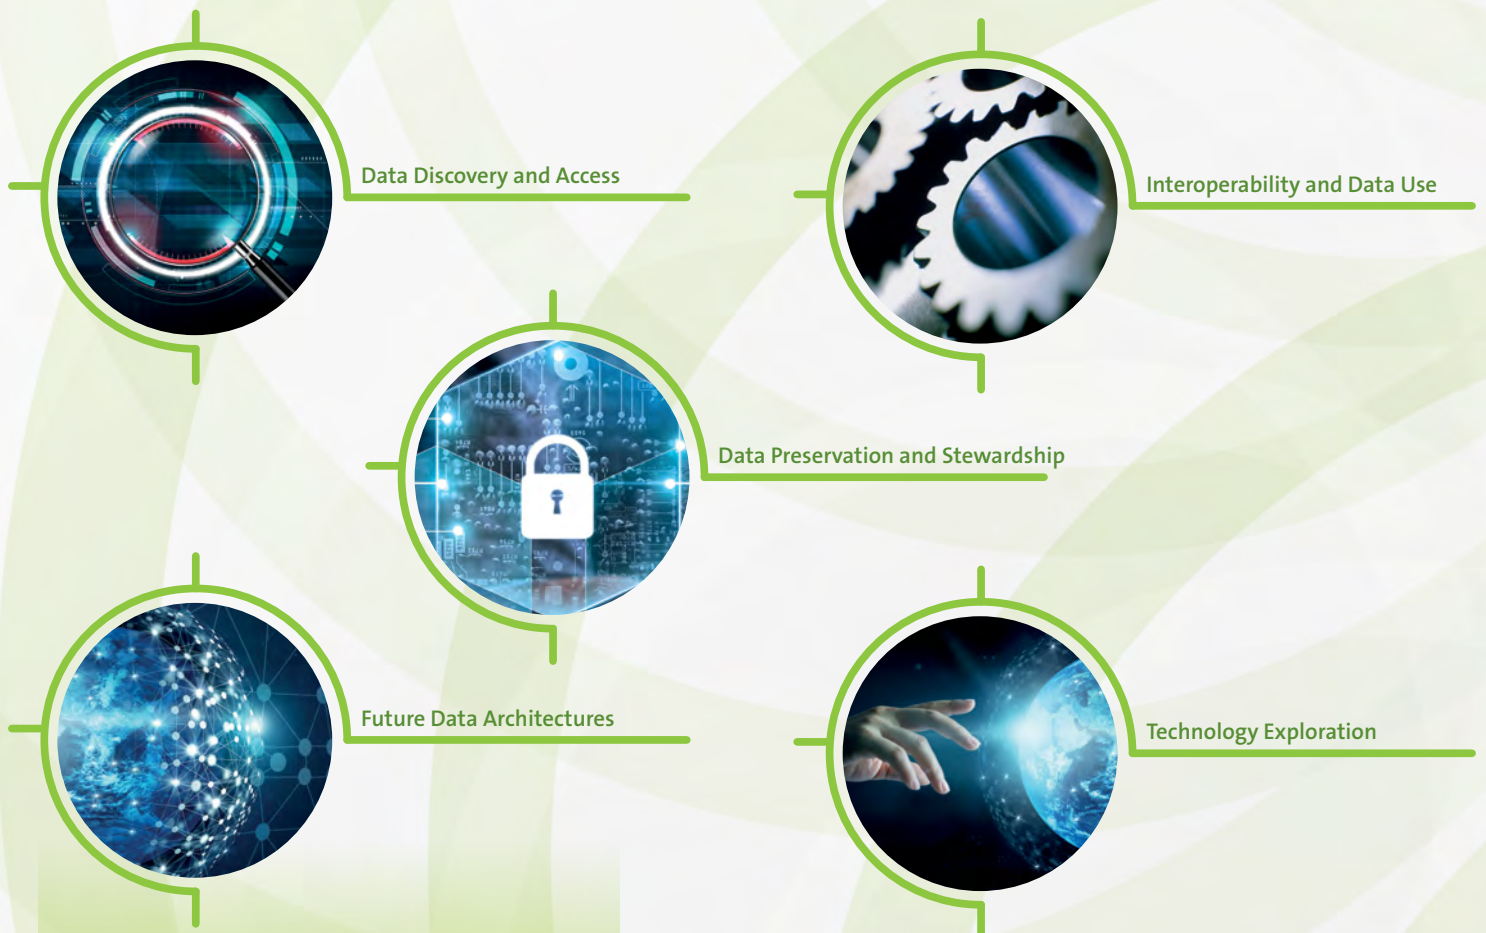 Data Discovery and Access
Interoperability and Data Use
Data Preservation and Stewardship
Future Data Architectures
Technology Exploration